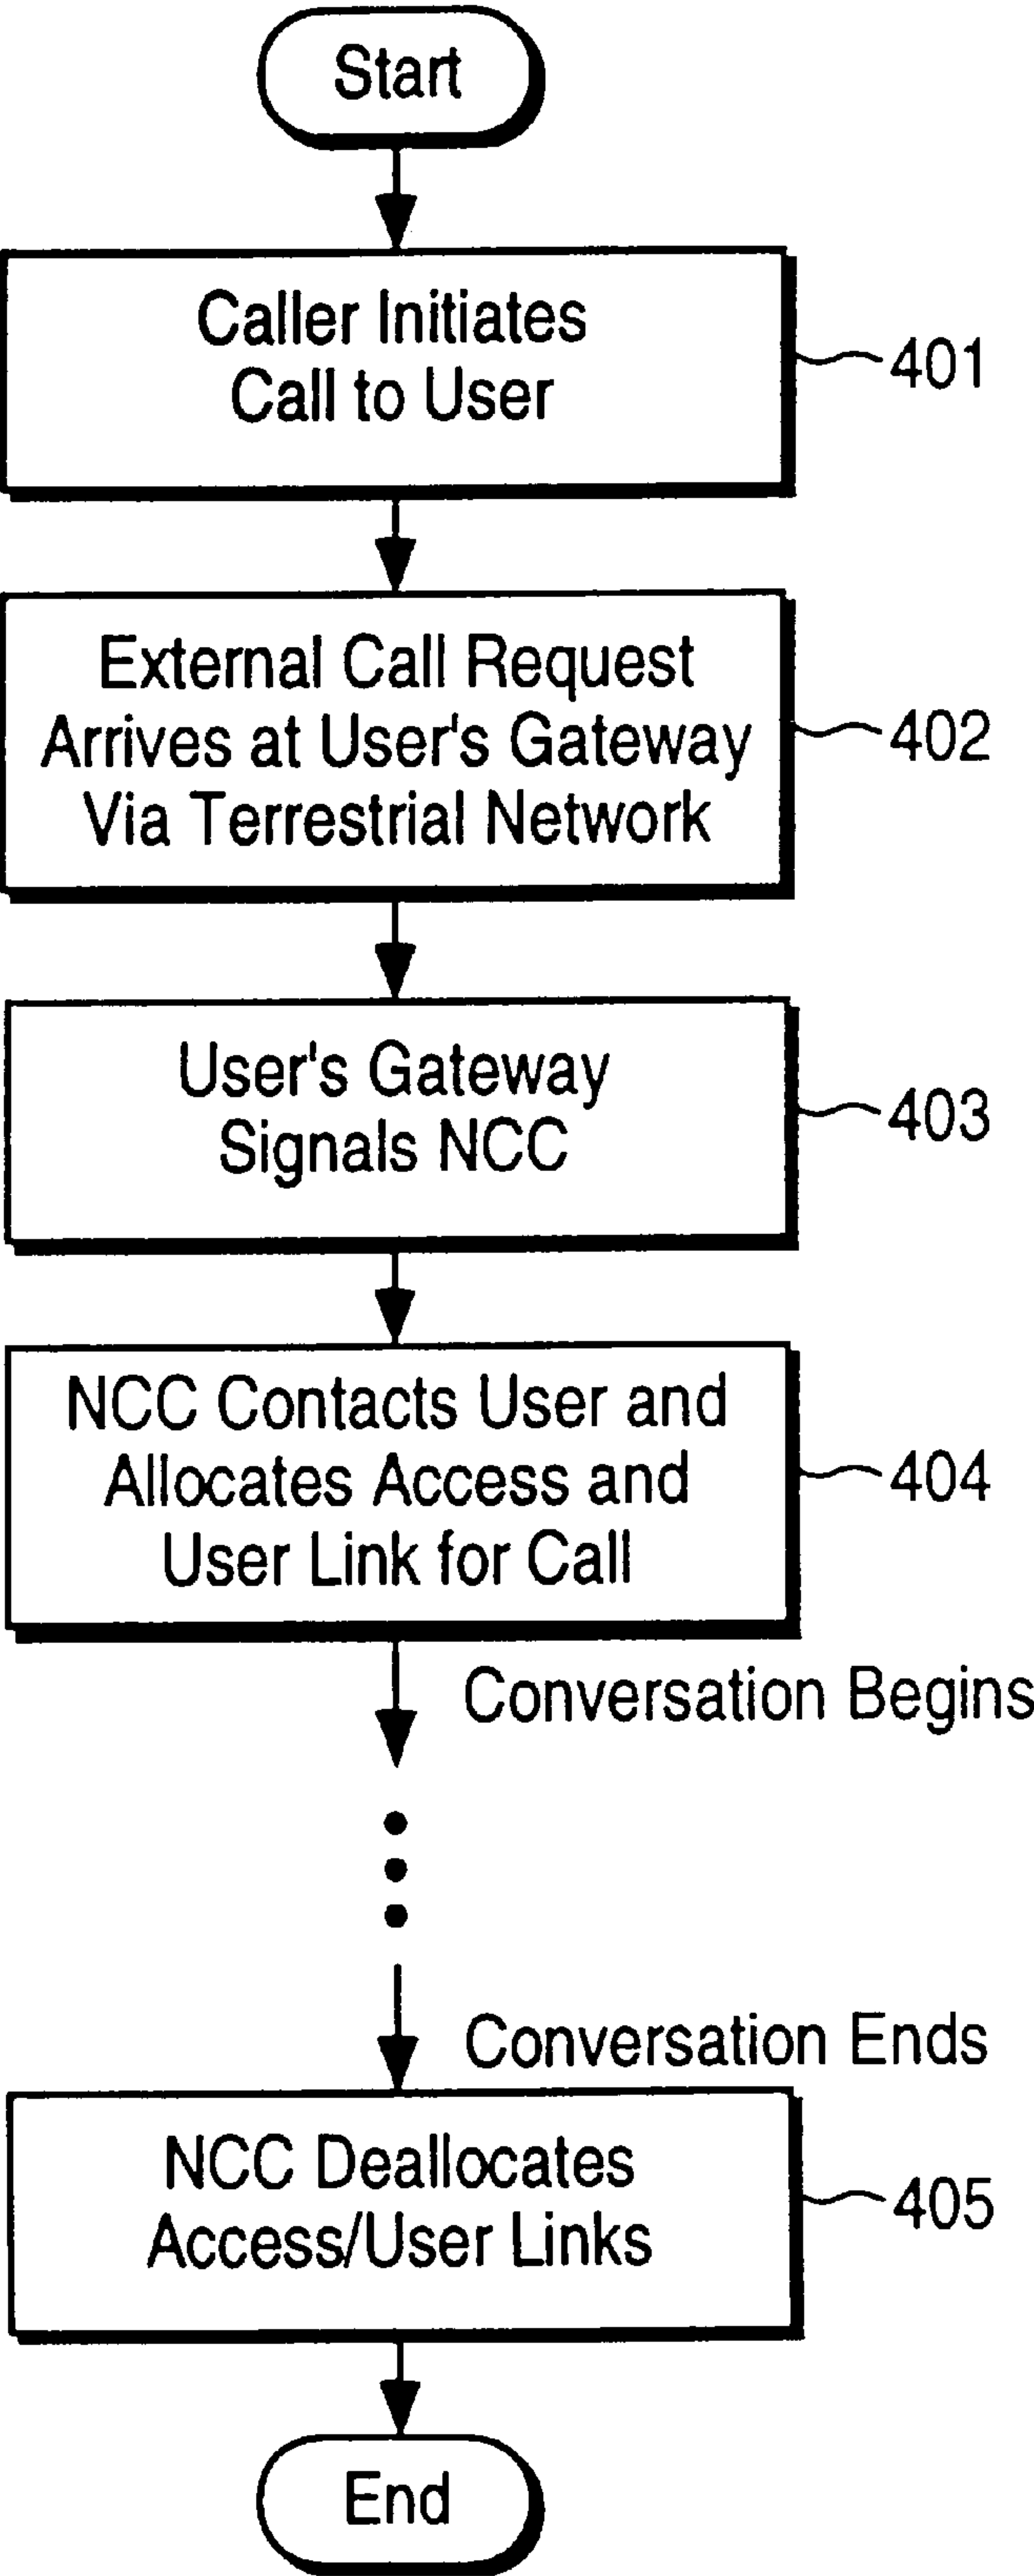 Start
Caller Initiates
Call to User
401
External Call Request
Arrives at User's Gateway
Via Terrestrial Network
402
User's Gateway
Signals NCC
403
NCC Contacts User and
Allocates Access and
User Link for Call
404
Conversation Begins
Conversation Ends
NCC Deallocates
Access/User Links
405
End